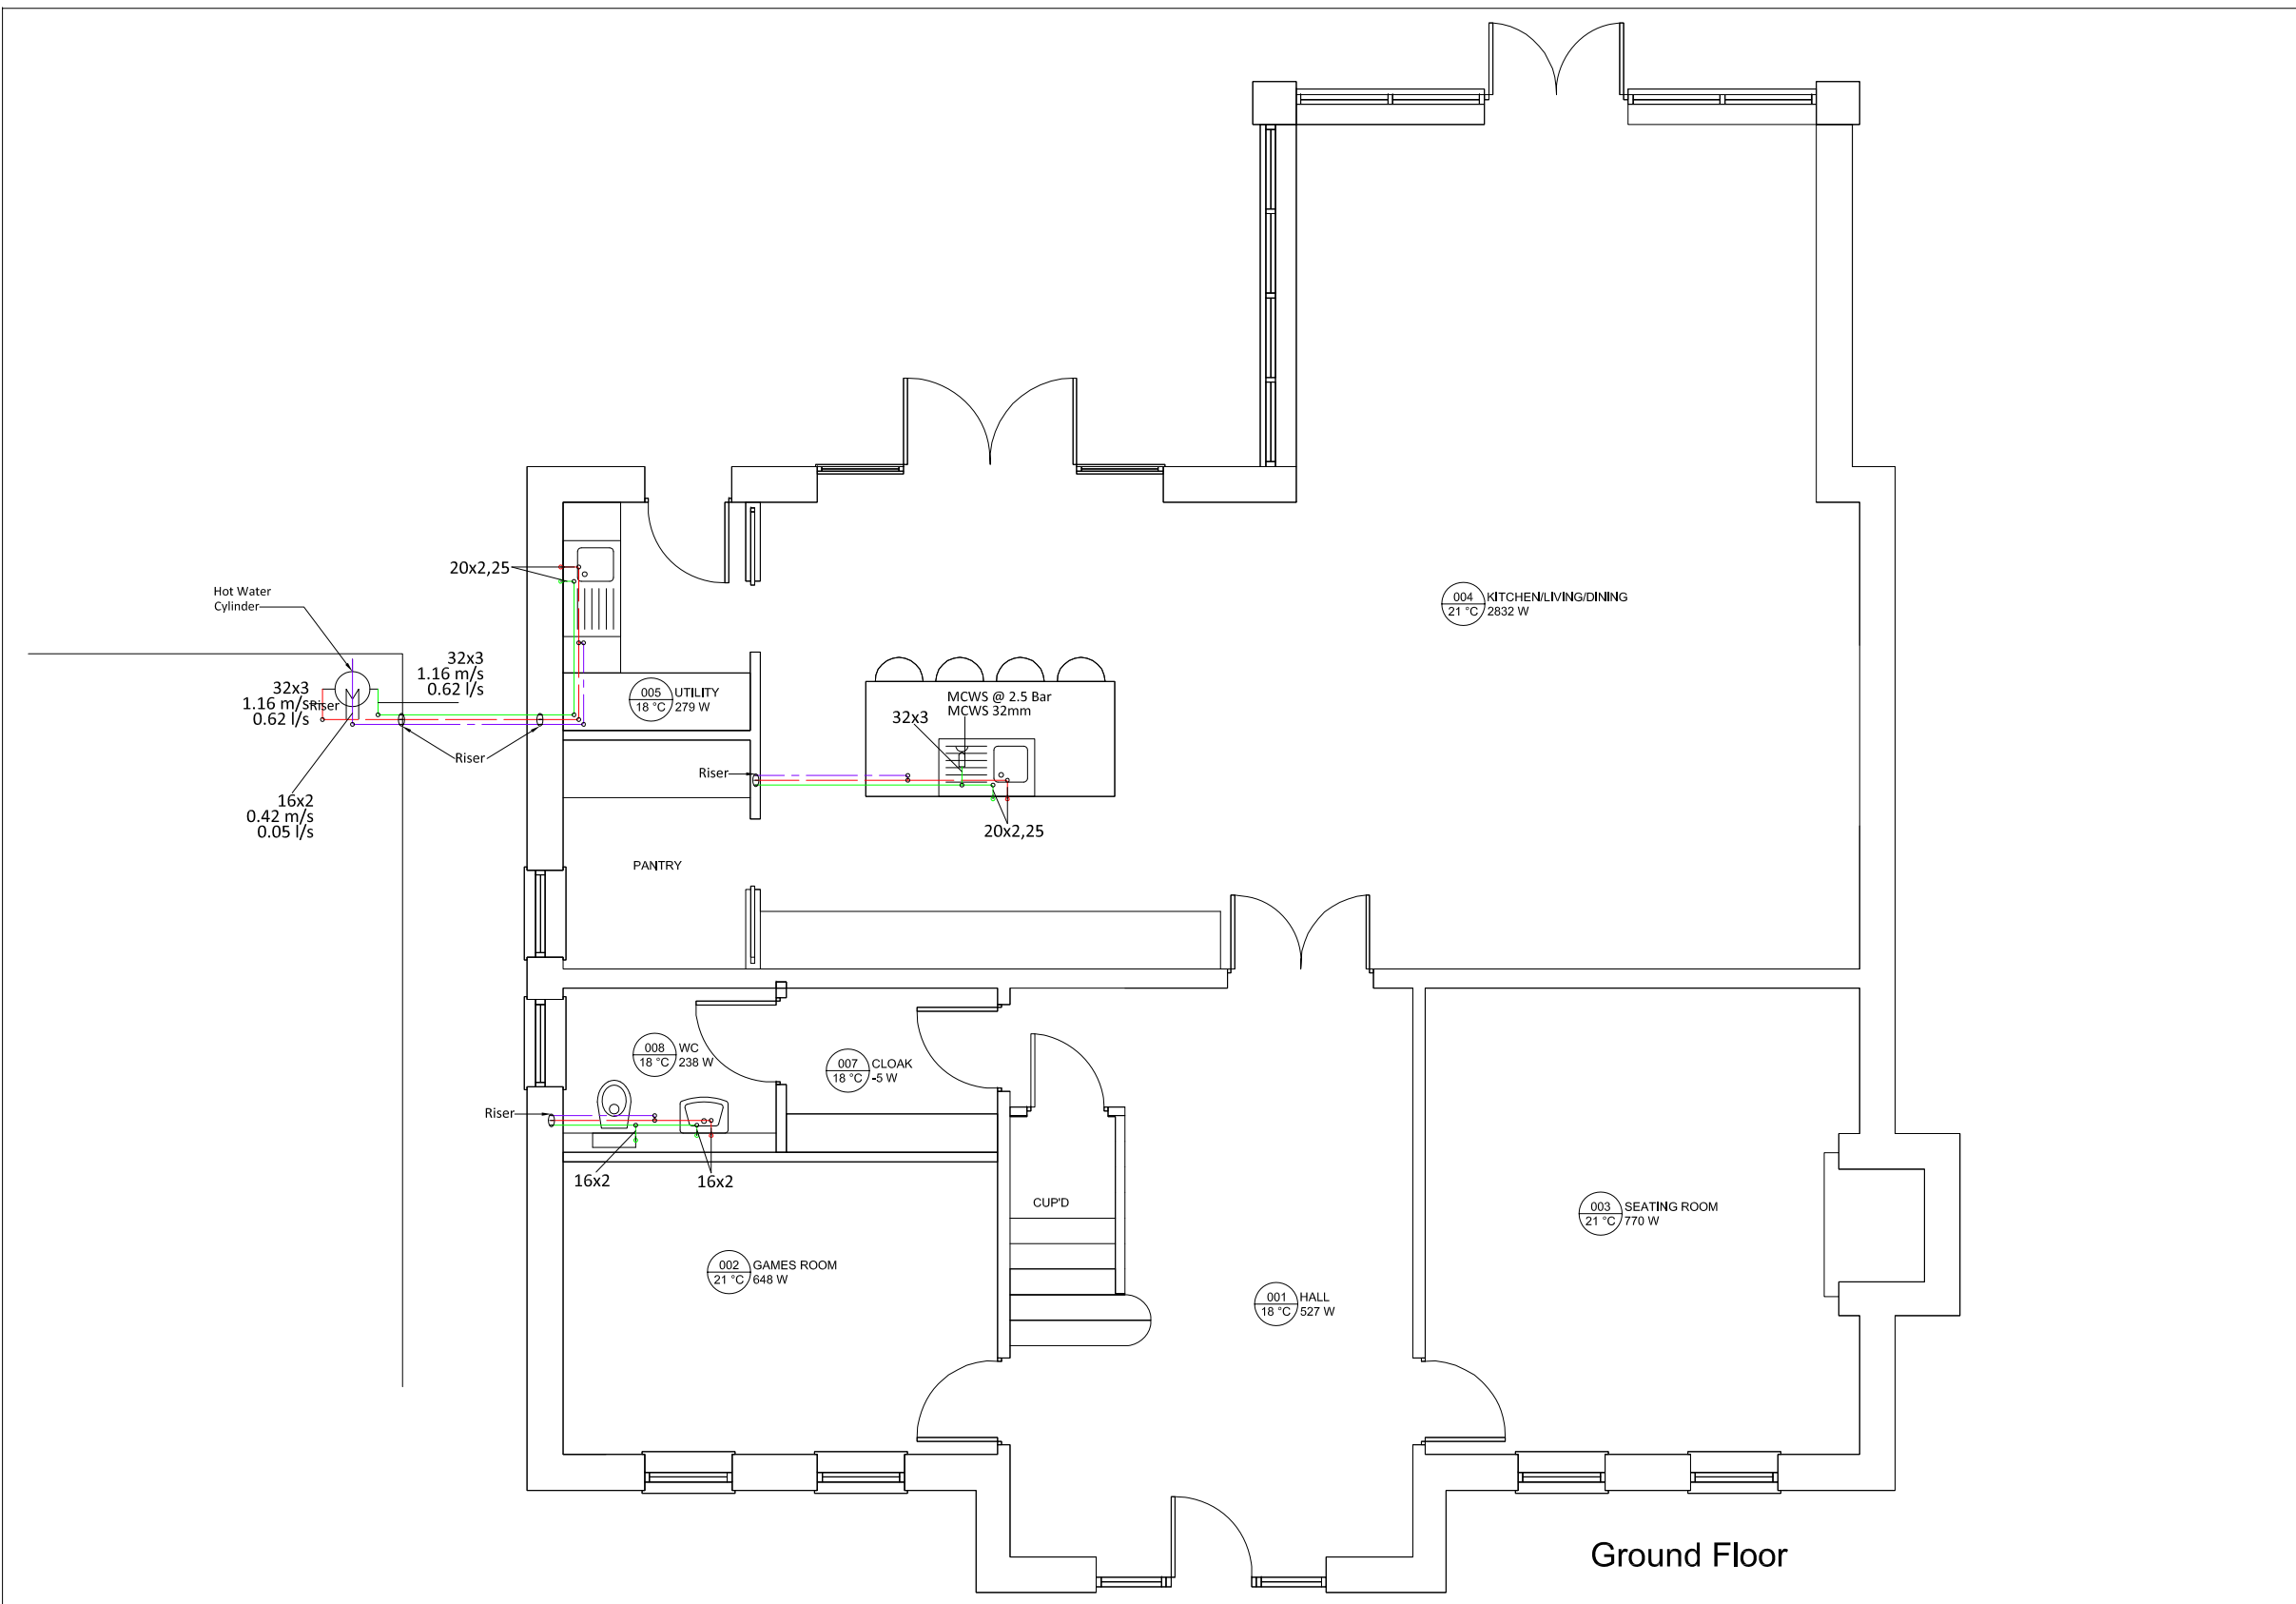 20x2,25
Hot Water
Cylinder
32x3
1.16 m/s
0.62 l/s
32x3
1.16 m/s
0.62 l/s
Riser
Riser
16x2
0.42 m/s
0.05 l/s
005
18 °C
UTILITY
279 W
004
21 °C
KITCHEN/LIVING/DINING
2832 W
MCWS @ 2.5 Bar
MCWS 32mm
32x3
Riser
20x2,25
PANTRY
008
18 °C
WC
238 W
007
18 °C
CLOAK
-5 W
Riser
16x2
16x2
CUP'D
003
21 °C
SEATING ROOM
770 W
002
21 °C
GAMES ROOM
648 W
001
18 °C
HALL
527 W
Ground Floor